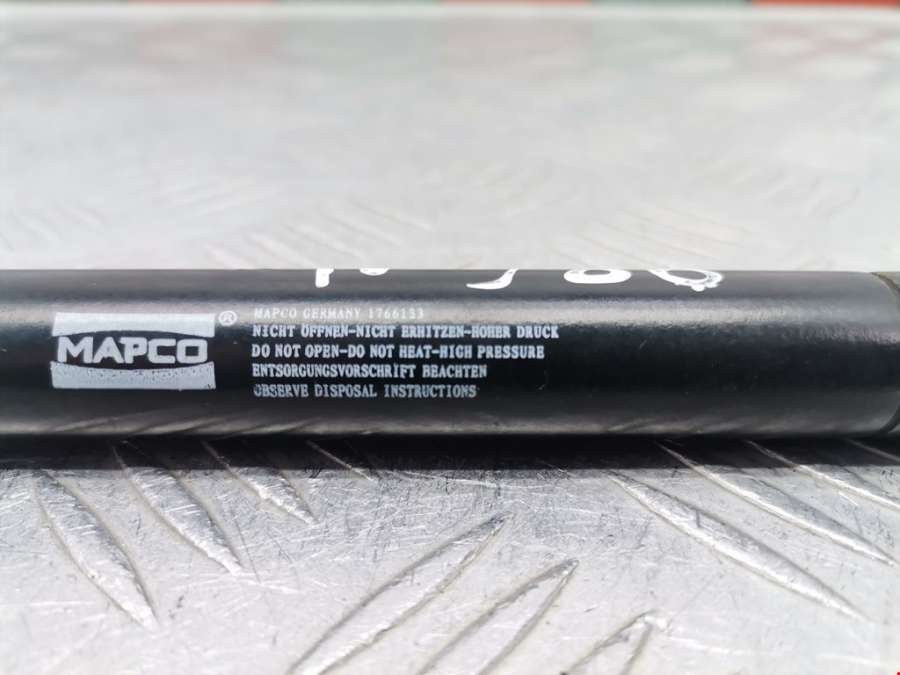 MAPCO®
MAPCO GERMANY 1766133
NICHT ÖFFNEN-NICHT ERHITZEN-HOHER DRUCK
DO NOT OPEN-DO NOT HEAT-HIGH PRESSURE
ENTSORGUNGSVORSCHRIFT BEACHTEN
OBSERVE DISPOSAL INSTRUCTIONS